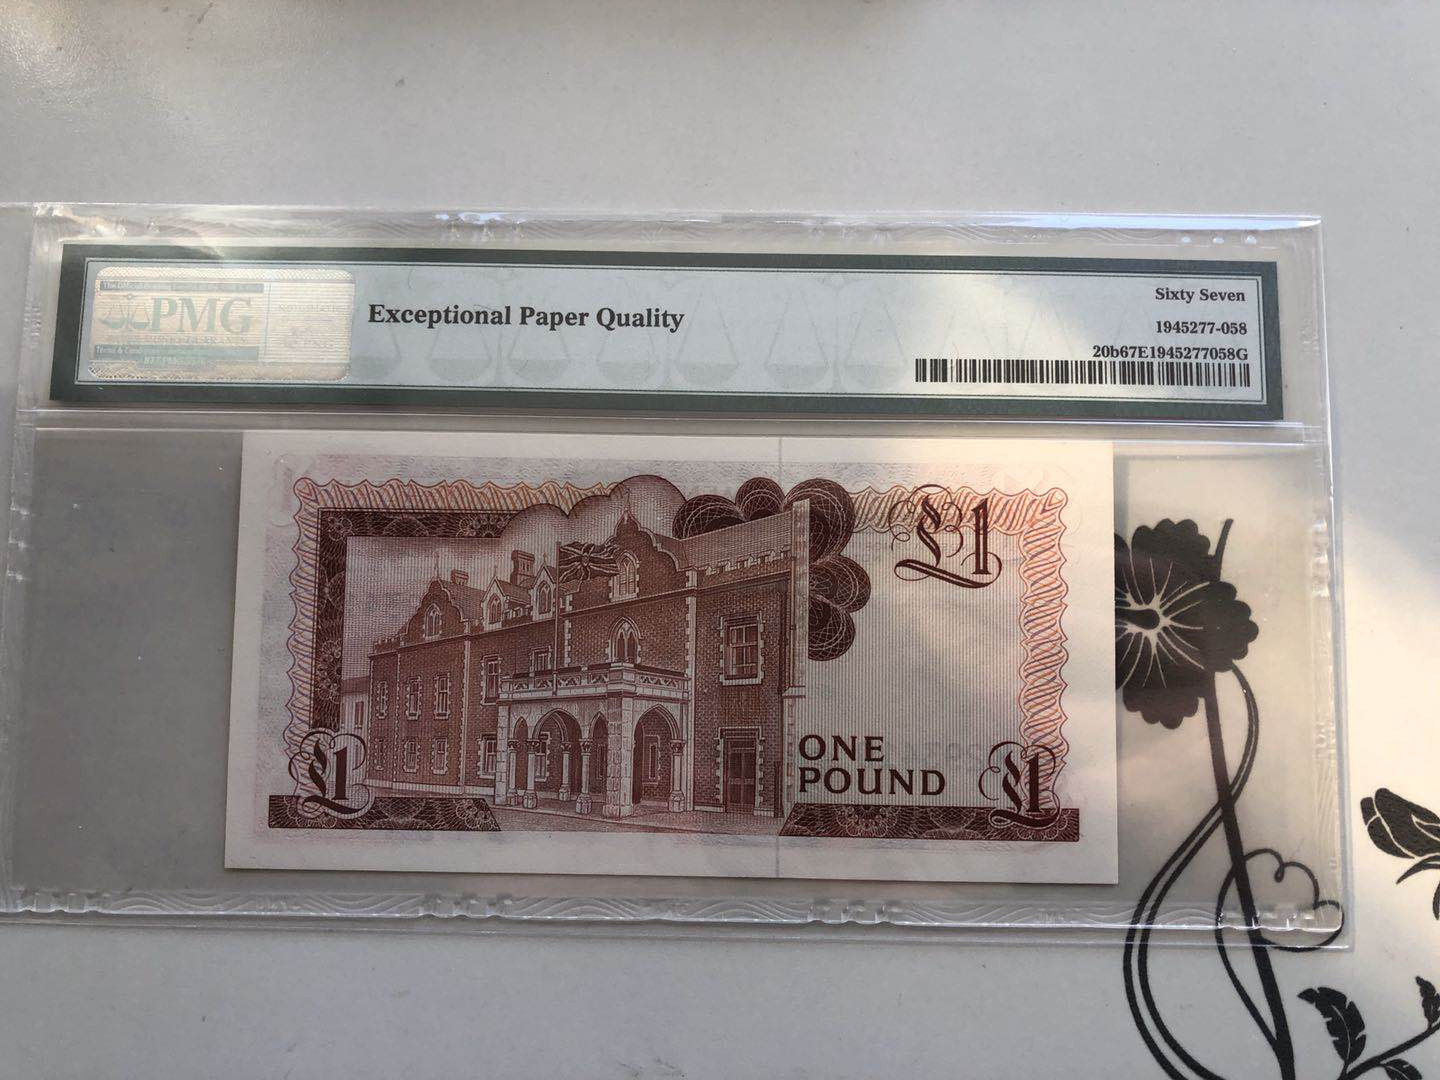 PMG
Exceptional Paper Quality
Sixty Seven
1945277-058
20b67E1945277058G
£1
ONE
POUND
£1
£1